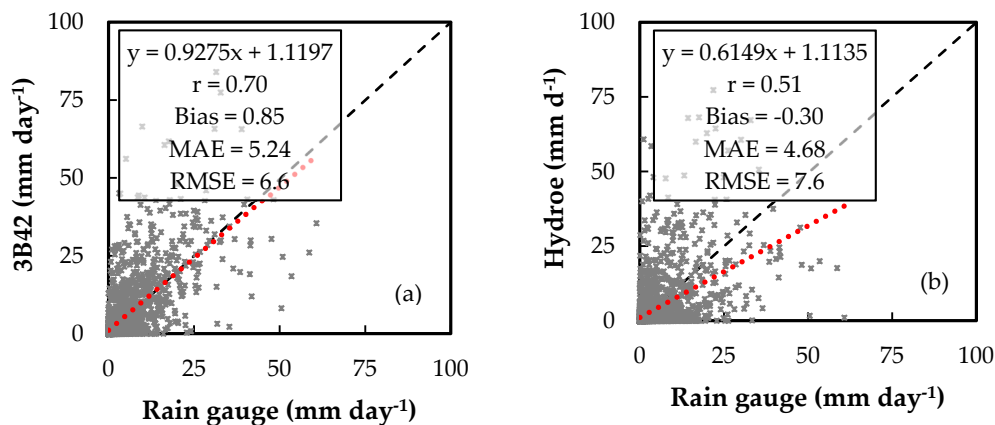 3B42 (mm day⁻¹)
100
75
50
25
0
y = 0.9275x + 1.1197
r = 0.70
Bias = 0.85
MAE = 5.24
RMSE = 6.6
(a)
0 25 50 75 100
Rain gauge (mm day⁻¹)
Hydroe (mm d⁻¹)
100
75
50
25
0
y = 0.6149x + 1.1135
r = 0.51
Bias = -0.30
MAE = 4.68
RMSE = 7.6
(b)
0 25 50 75 100
Rain gauge (mm day⁻¹)